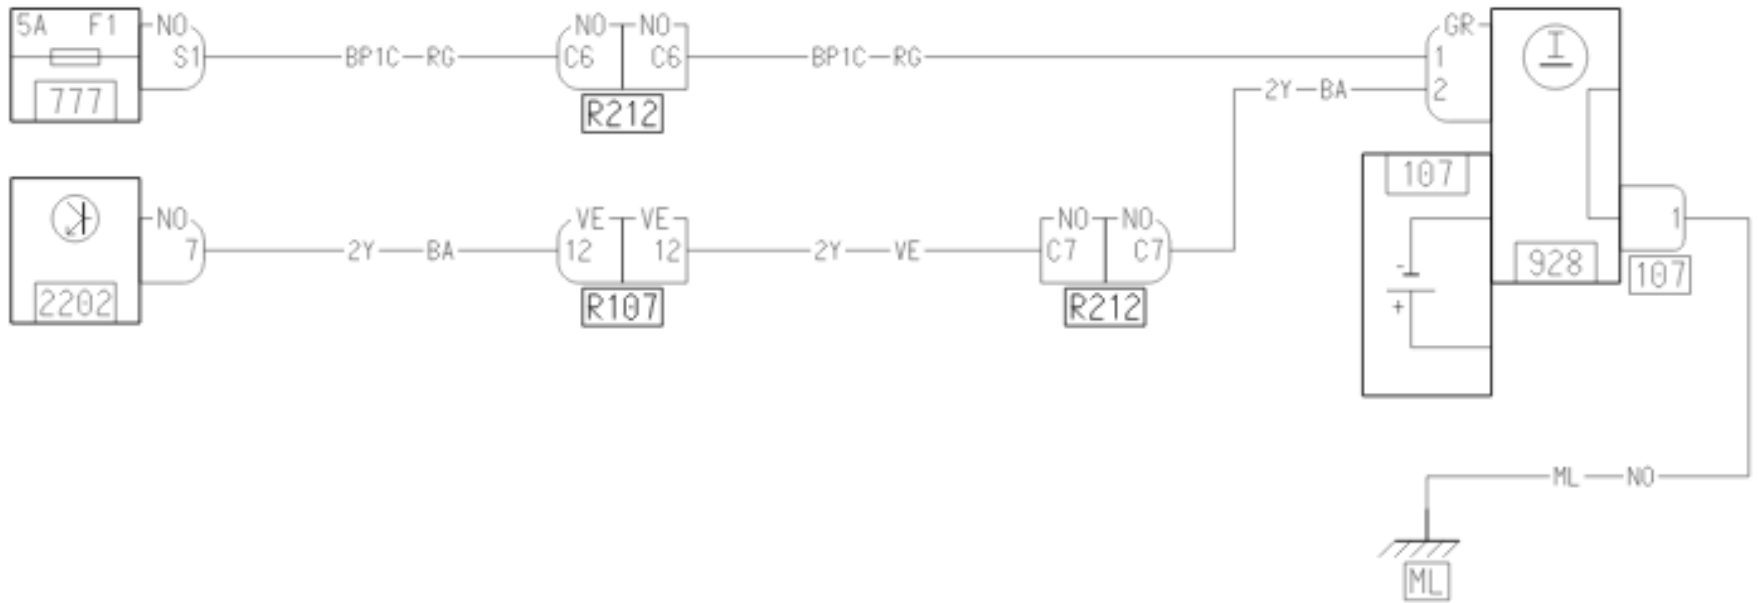 5A F1 NO NO NO GR
S1 BP1C RG C6 C6 BP1C RG 1
777 2Y BA 2
R212
107
NO VE VE NO NO
7 2Y BA 12 12 2Y VE C7 C7 1
- 928 107
2202 R107 R212 +
ML NO
ML